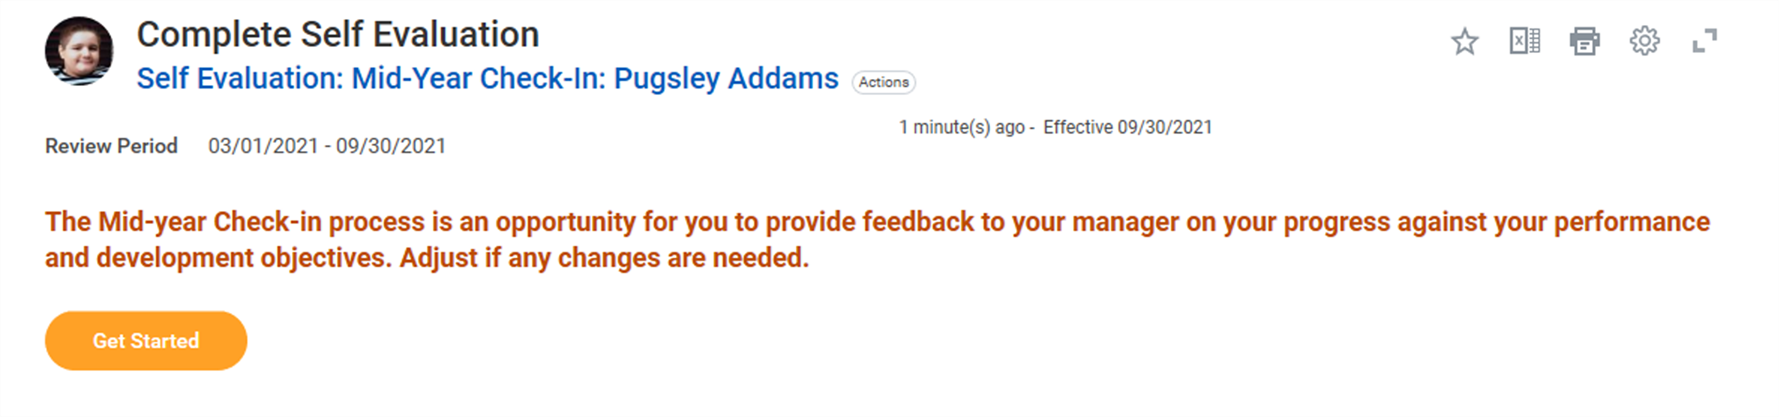 Complete Self Evaluation
Self Evaluation: Mid-Year Check-In: Pugsley Addams Actions
1 minute(s) ago - Effective 09/30/2021
Review Period 03/01/2021 - 09/30/2021
The Mid-year Check-in process is an opportunity for you to provide feedback to your manager on your progress against your performance
and development objectives. Adjust if any changes are needed.
Get Started